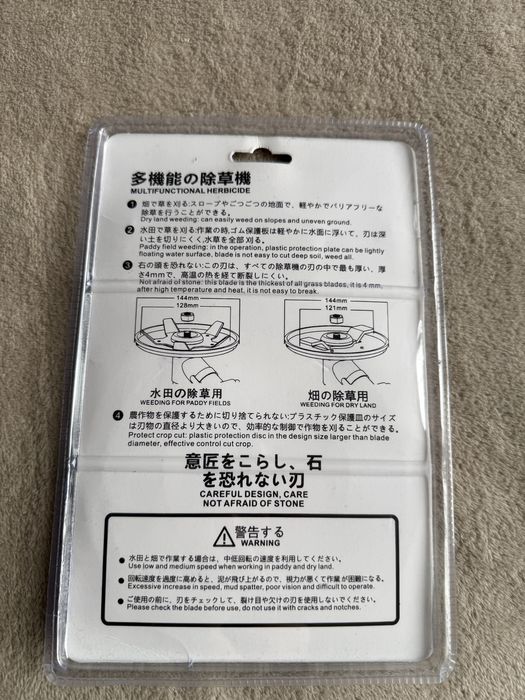 多機能の除草機
MULTIFUNCTIONAL HERBICIDE
1 畑で草を刈る:スロープやごつごつの地面で、軽やかでバリアフリーな
除草を行うことができる。
Dry land weeding: can easily weed on slopes and uneven ground.
2 水田で草を刈る:作業の時,ゴム保護板は軽やかに水面に浮いて、刃は深
い土を切りにくく,水草を全部刈る。
Paddy field weeding: in the operation, plastic protection plate can be lightly
floating water surface, blade is not easy to cut deep soil, weed all.
3 石の頭を恐れない:この刃は、すべての除草機の刃の中で最も厚い、厚
さ4mmで、高温の熱を経て断裂しにくい。
Not afraid of stone: this blade is the thickest of all grass blades, it is 4 mm,
after high temperature and heat, it is not easy to break.
144mm
128mm
144mm
121mm
水田の除草用
WEEDING FOR PADDY FIELDS
畑の除草用
WEEDING FOR DRY LAND
4 農作物を保護するために切り捨てられない:プラスチック保護皿のサイズ
は刃物の直径より大きいので、効率的な制御で作物を刈ることができる。
Protect crop cut: plastic protection disc in the design size larger than blade
diameter, effective control cut crop.
意匠をこらし、石
を恐れない刃
CAREFUL DESIGN, CARE
NOT AFRAID OF STONE
警告する
WARNING
● 水田と畑で作業する場合は、中低回転の速度を利用してください。
Use jow and medium speed when working in paddy and dry land.
● 回転速度を過度に高めると、泥が飛び上がるので、視力が悪くて作業が困難になる。
Excessive increase in speed, mud spatter, poor vision and difficult to operate.
● ご使用の前に、刃をチェックして、裂け目や欠けの刃を使用しないでください。
Please check the blade before use, do not use it with cracks and notches.